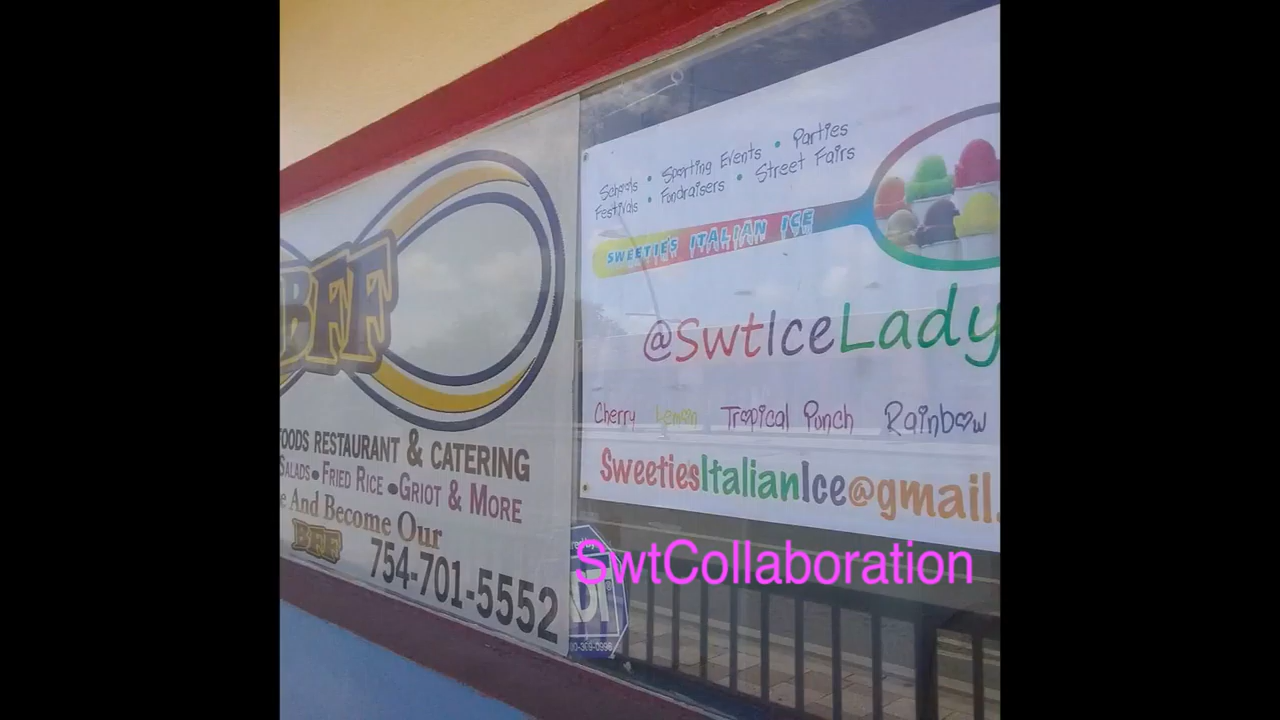 BFF
FOODS RESTAURANT & CATERING
SALADS • FRIED RICE • GRIOT & MORE
e And Become Our
BFF
754-701-5552
Schools • Sporting Events • Parties
Festivals • Fundraisers • Street Fairs
SWEETIE'S ITALIAN ICE
@SwtIceLady
Cherry Lemon Tropical Punch Rainbow
SweetiesItalianIce@gmail.
SwtCollaboration